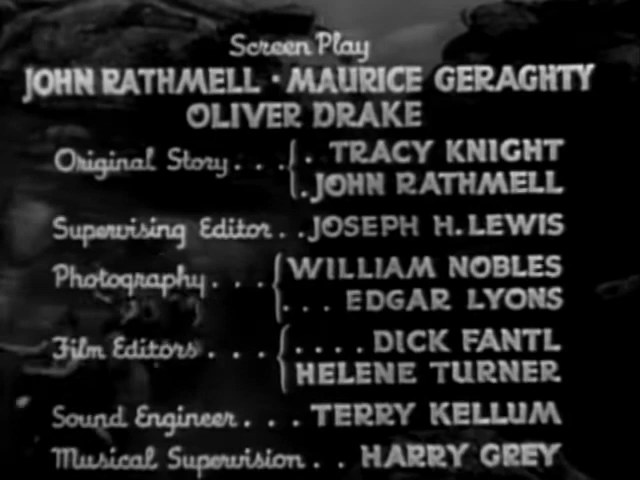 Screen Play
JOHN RATHMELL · MAURICE GERAGHTY
OLIVER DRAKE
Original Story . . . { . TRACY KNIGHT
. JOHN RATHMELL
Supervising Editor . . JOSEPH H. LEWIS
Photography . . . { WILLIAM NOBLES
. . . EDGAR LYONS
Film Editors . . . { . . . . DICK FANTL
HELENE TURNER
Sound Engineer . . . TERRY KELLUM
Musical Supervision . . HARRY GREY